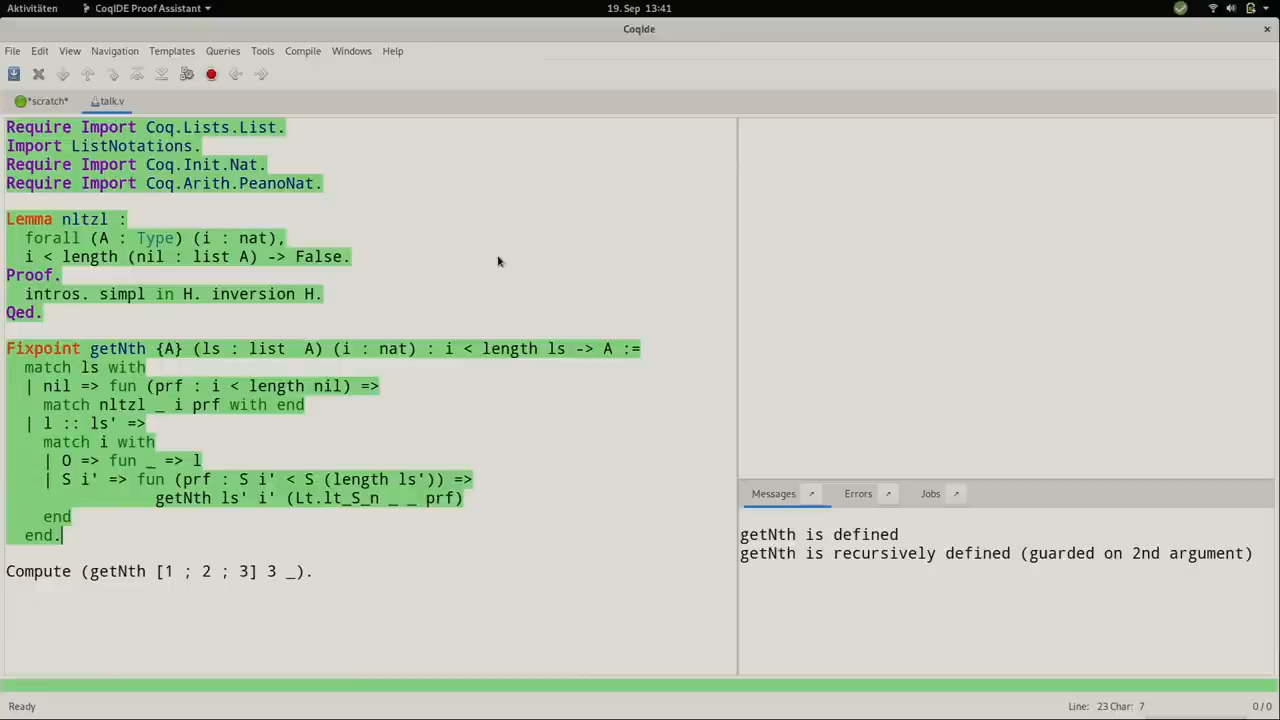 Aktivitäten CoqIDE Proof Assistant 19. Sep 13:41
CoqIde
File Edit View Navigation Templates Queries Tools Compile Windows Help
*scratch* talk.v
Require Import Coq.Lists.List.
Import ListNotations.
Require Import Coq.Init.Nat.
Require Import Coq.Arith.PeanoNat.
Lemma nltzl :
forall (A : Type) (i : nat),
i < length (nil : list A) -> False.
Proof.
intros. simpl in H. inversion H.
Qed.
Fixpoint getNth {A} (ls : list  A) (i : nat) : i < length ls -> A :=
match ls with
| nil => fun (prf : i < length nil) =>
match nltzl _ i prf with end
| l :: ls' =>
match i with
| O => fun _ => l
| S i' => fun (prf : S i' < S (length ls')) =>
getNth ls' i' (Lt.lt_S_n _ _ prf)
end
end.
Compute (getNth [1 ; 2 ; 3] 3 _).
Messages Errors Jobs
getNth is defined
getNth is recursively defined (guarded on 2nd argument)
Ready Line: 23 Char: 7 0 / 0